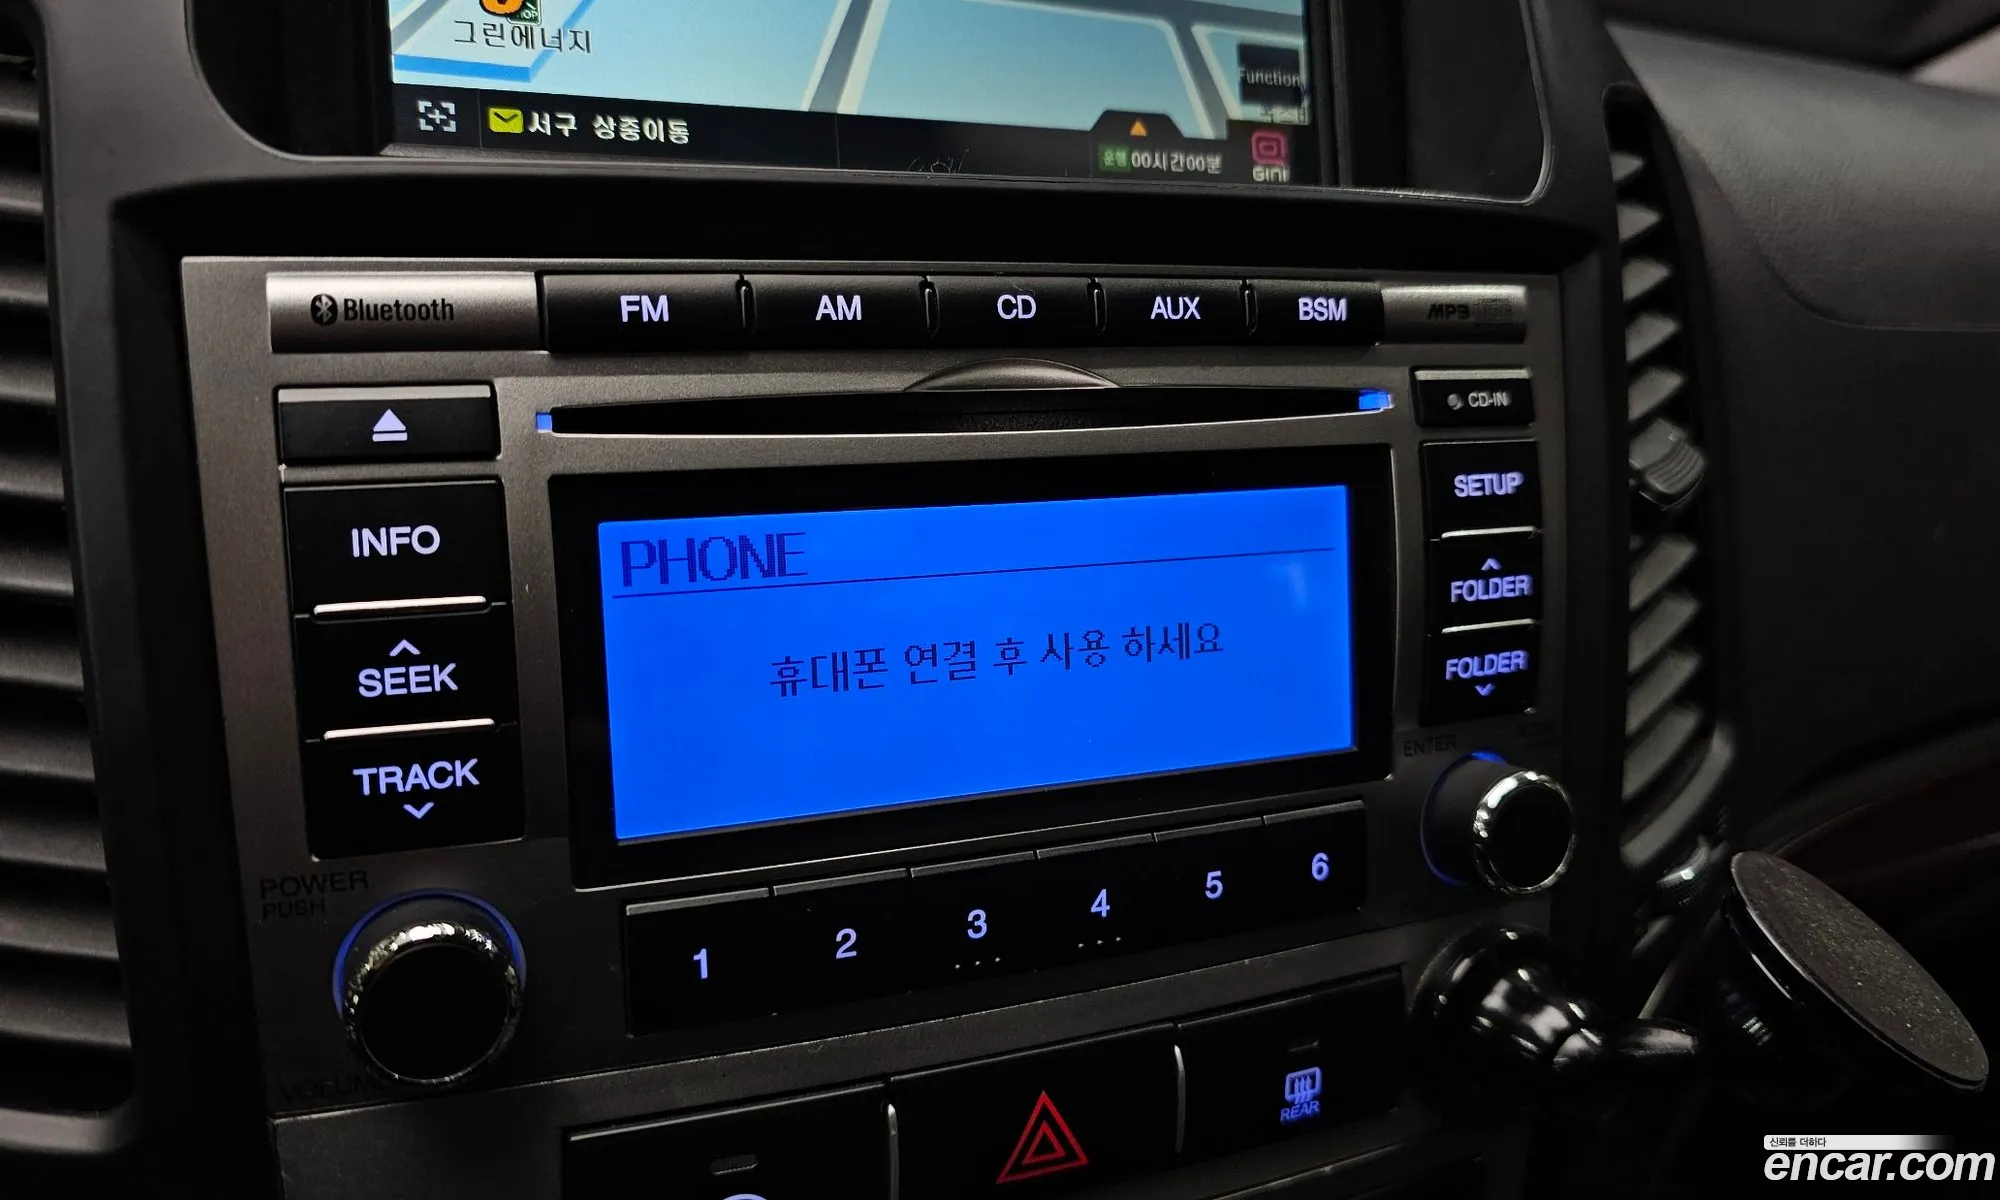 그린에너지
Function
서구 상중이동
운행 00시간00분
GINI
Bluetooth
FM
AM
CD
AUX
BSM
MP3
CD-IN
INFO
SEEK
TRACK
SETUP
FOLDER
FOLDER
PHONE
휴대폰 연결 후 사용 하세요
ENTER
POWER
PUSH
VOLUME
1
2
3
4
5
6
REAR
신뢰를 더하다
encar.com